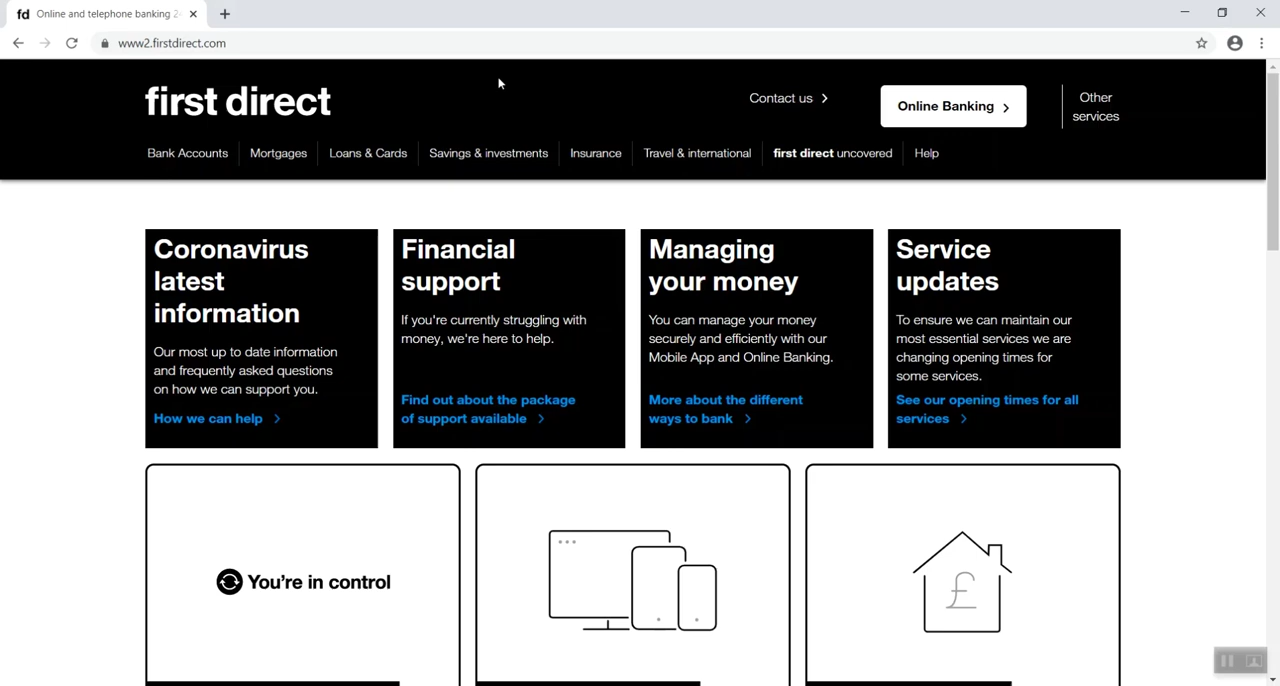 fd Online and telephone banking 2
www2.firstdirect.com
first direct
Contact us
Online Banking
Other
services
Bank Accounts
Mortgages
Loans & Cards
Savings & investments
Insurance
Travel & international
first direct uncovered
Help
Coronavirus
latest
information
Our most up to date information
and frequently asked questions
on how we can support you.
How we can help
Financial
support
If you're currently struggling with
money, we're here to help.
Find out about the package
of support available
Managing
your money
You can manage your money
securely and efficiently with our
Mobile App and Online Banking.
More about the different
ways to bank
Service
updates
To ensure we can maintain our
most essential services we are
changing opening times for
some services.
See our opening times for all
services
You're in control
£